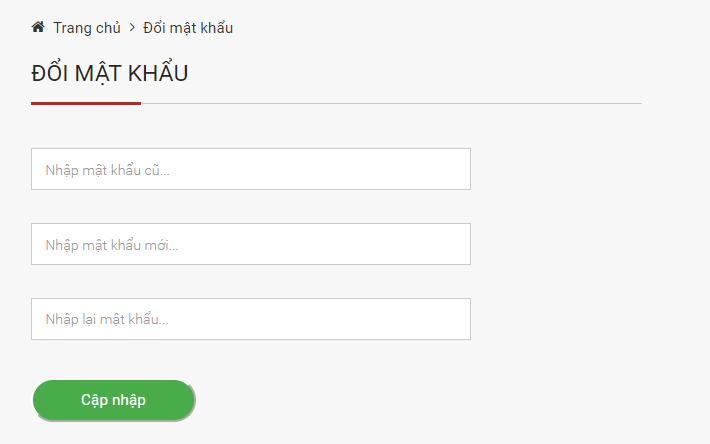 Trang chủ > Đổi mật khẩu
ĐỔI MẬT KHẨU
Nhập mật khẩu cũ...
Nhập mật khẩu mới...
Nhập lại mật khẩu...
Cập nhập